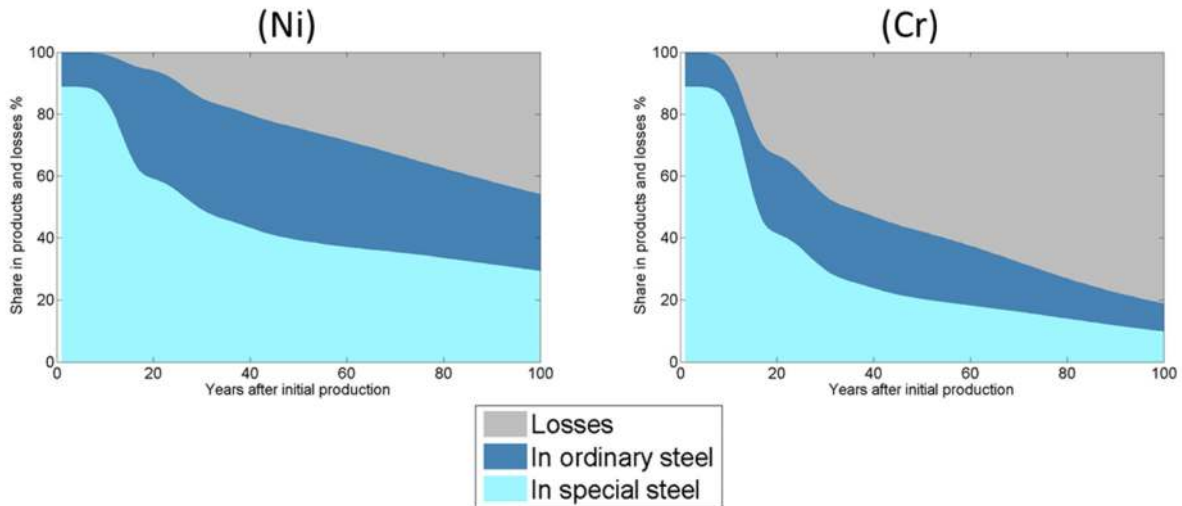 (Ni)
(Cr)
Share in products and losses %
100
80
60
40
20
0
0 20 40 60 80 100
Years after initial production
Share in products and losses %
100
80
60
40
20
0
0 20 40 60 80 100
Years after initial production
Losses
In ordinary steel
In special steel